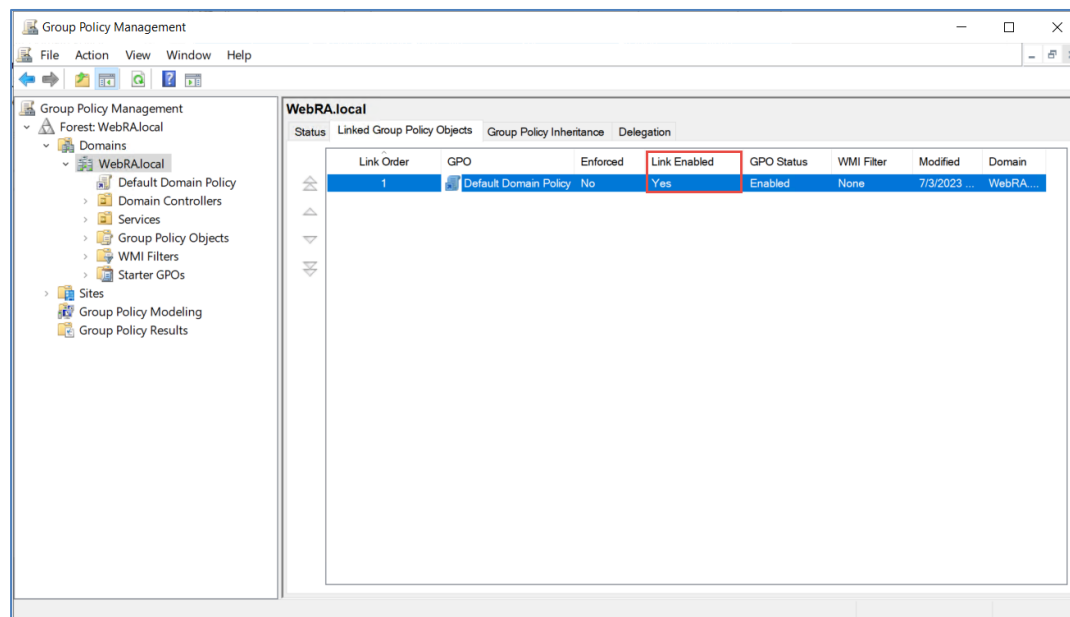 Group Policy Management
File Action View Window Help
Group Policy Management
Forest: WebRA.local
Domains
WebRA.local
Default Domain Policy
Domain Controllers
Services
Group Policy Objects
WMI Filters
Starter GPOs
Sites
Group Policy Modeling
Group Policy Results
WebRA.local
Status Linked Group Policy Objects Group Policy Inheritance Delegation
Link Order GPO Enforced Link Enabled GPO Status WMI Filter Modified Domain
1 Default Domain Policy No Yes Enabled None 7/3/2023 ... WebRA....